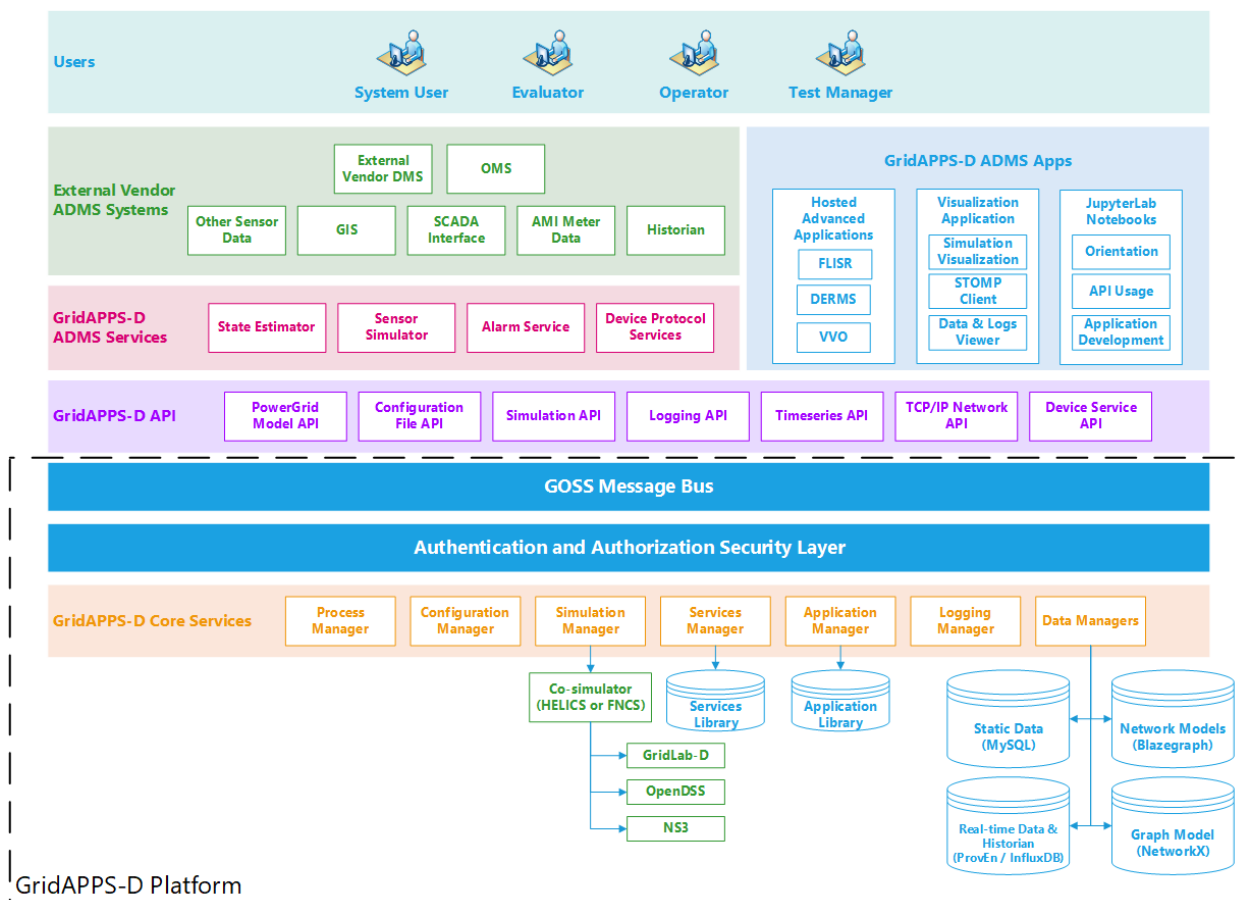 Users
System User
Evaluator
Operator
Test Manager
External Vendor
ADMS Systems
External
Vendor DMS
OMS
Other Sensor
Data
GIS
SCADA
Interface
AMI Meter
Data
Historian
GridAPPS-D ADMS Apps
Hosted
Advanced
Applications
FLISR
DERMS
VVO
Visualization
Application
Simulation
Visualization
STOMP
Client
Data & Logs
Viewer
JupyterLab
Notebooks
Orientation
API Usage
Application
Development
GridAPPS-D
ADMS Services
State Estimator
Sensor
Simulator
Alarm Service
Device Protocol
Services
GridAPPS-D API
PowerGrid
Model API
Configuration
File API
Simulation API
Logging API
Timeseries API
TCP/IP Network
API
Device Service
API
GOSS Message Bus
Authentication and Authorization Security Layer
GridAPPS-D Core Services
Process
Manager
Configuration
Manager
Simulation
Manager
Services
Manager
Application
Manager
Logging
Manager
Data Managers
Co-simulator
(HELICS or FNCS)
GridLab-D
OpenDSS
NS3
Services
Library
Application
Library
Static Data
(MySQL)
Network Models
(Blazegraph)
Real-time Data &
Historian
(ProvEn / InfluxDB)
Graph Model
(NetworkX)
GridAPPS-D Platform